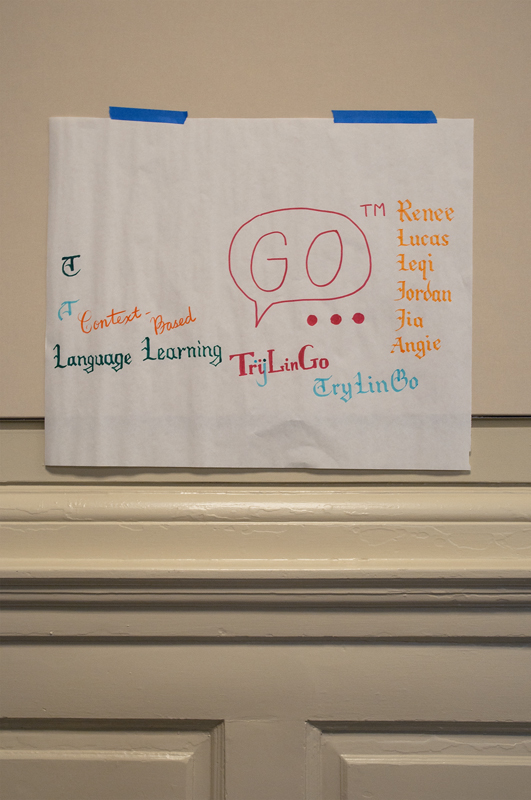 GO
TM
Renee
Lucas
Leqi
Jordan
Jia
Angie
Context-Based
Language Learning
TryLinGo
TryLinGo